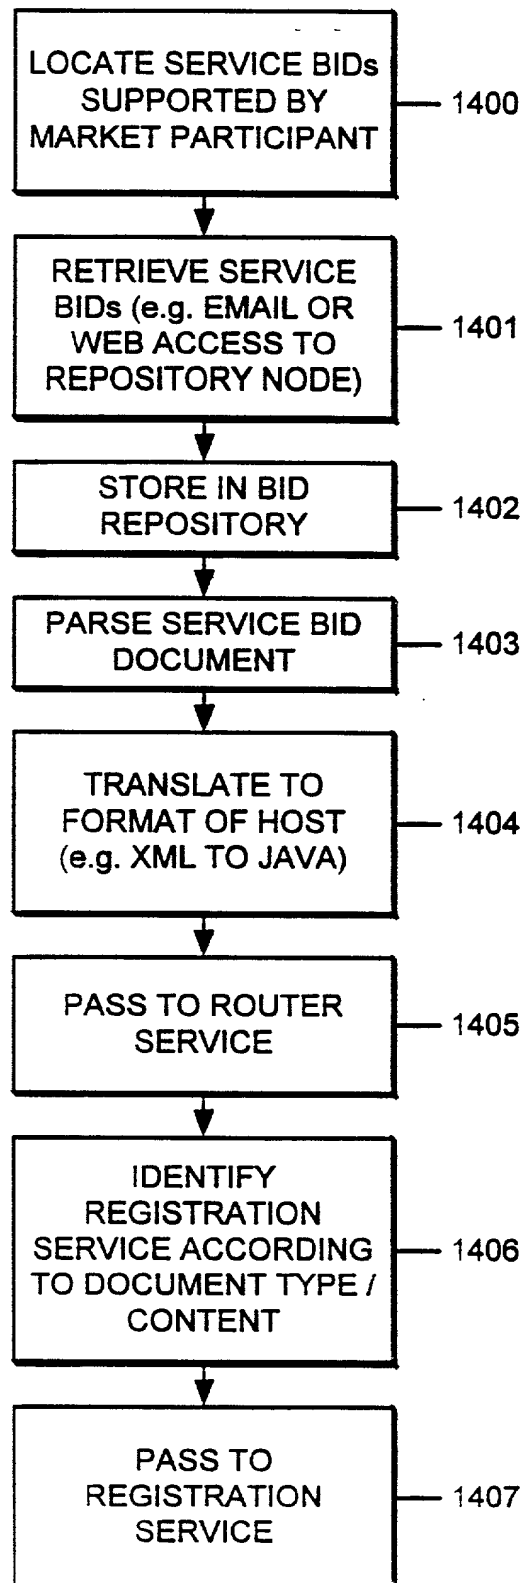 LOCATE SERVICE BIDs
SUPPORTED BY
MARKET PARTICIPANT
1400
RETRIEVE SERVICE
BIDs (e.g. EMAIL OR
WEB ACCESS TO
REPOSITORY NODE)
1401
STORE IN BID
REPOSITORY
1402
PARSE SERVICE BID
DOCUMENT
1403
TRANSLATE TO
FORMAT OF HOST
(e.g. XML TO JAVA)
1404
PASS TO ROUTER
SERVICE
1405
IDENTIFY
REGISTRATION
SERVICE ACCORDING
TO DOCUMENT TYPE /
CONTENT
1406
PASS TO
REGISTRATION
SERVICE
1407